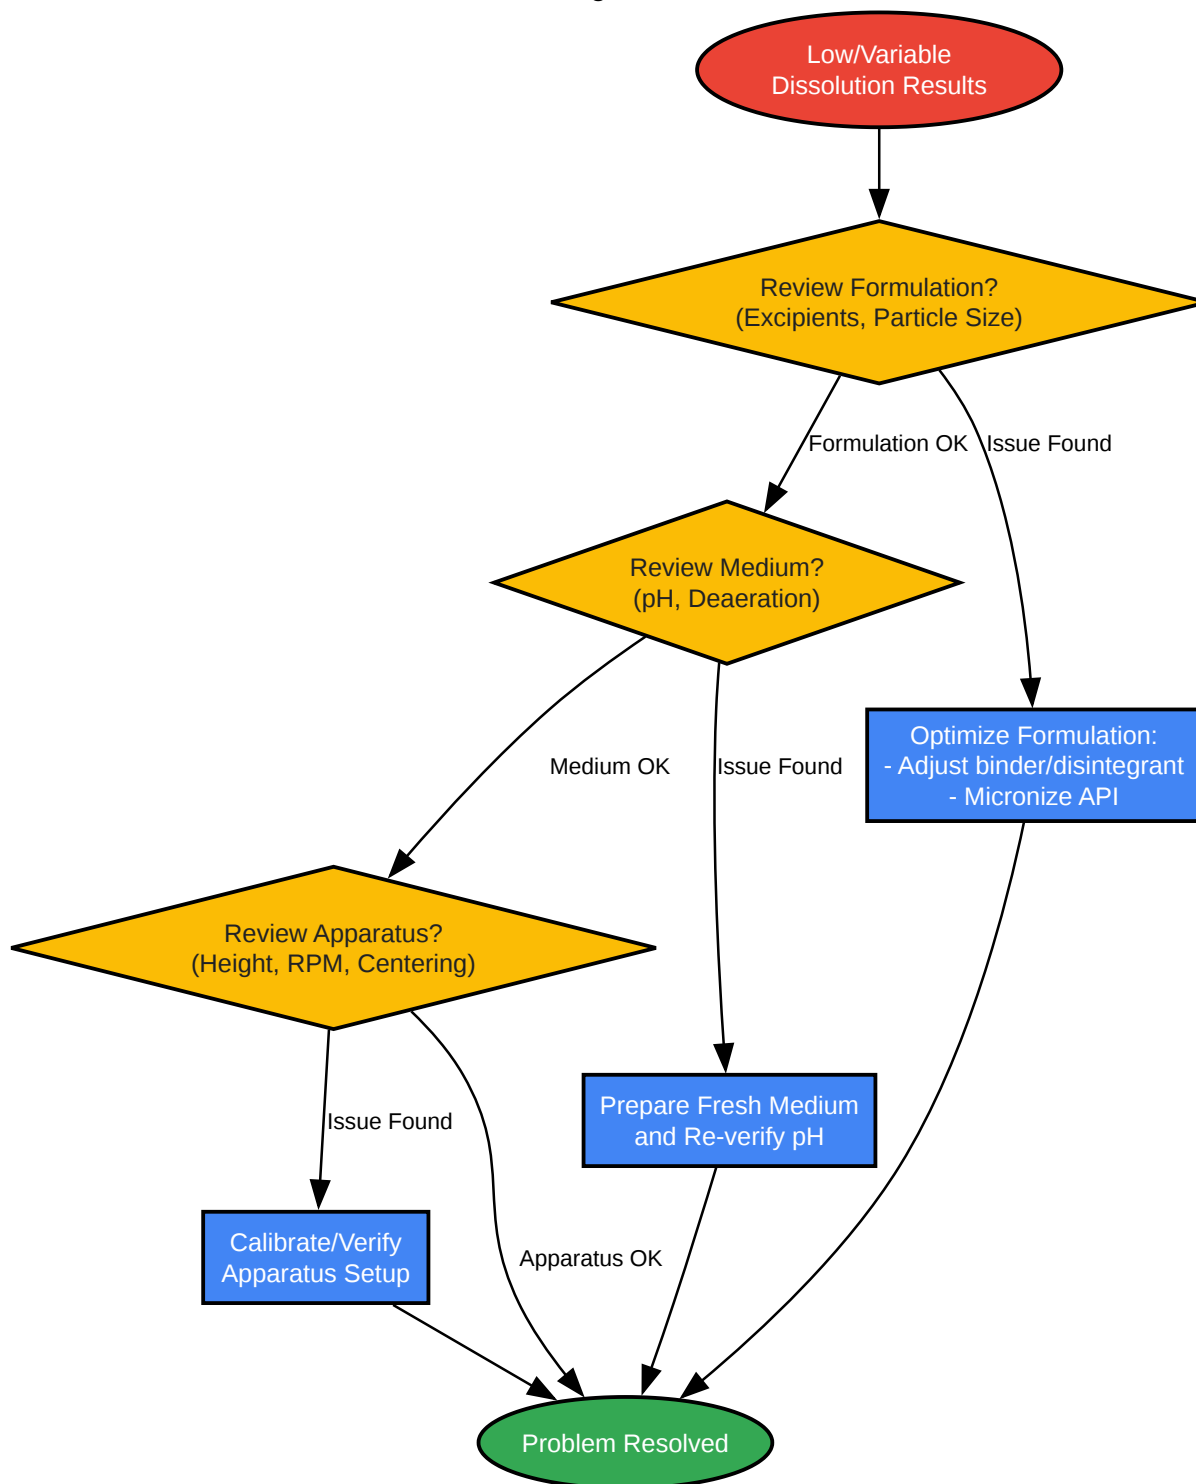 Low/Variable
Dissolution Results
Review Formulation?
(Excipients, Particle Size)
Formulation OK
Issue Found
Review Medium?
(pH, Deaeration)
Optimize Formulation:
- Adjust binder/disintegrant
- Micronize API
Medium OK
Issue Found
Review Apparatus?
(Height, RPM, Centering)
Prepare Fresh Medium
and Re-verify pH
Issue Found
Calibrate/Verify
Apparatus Setup
Apparatus OK
Problem Resolved